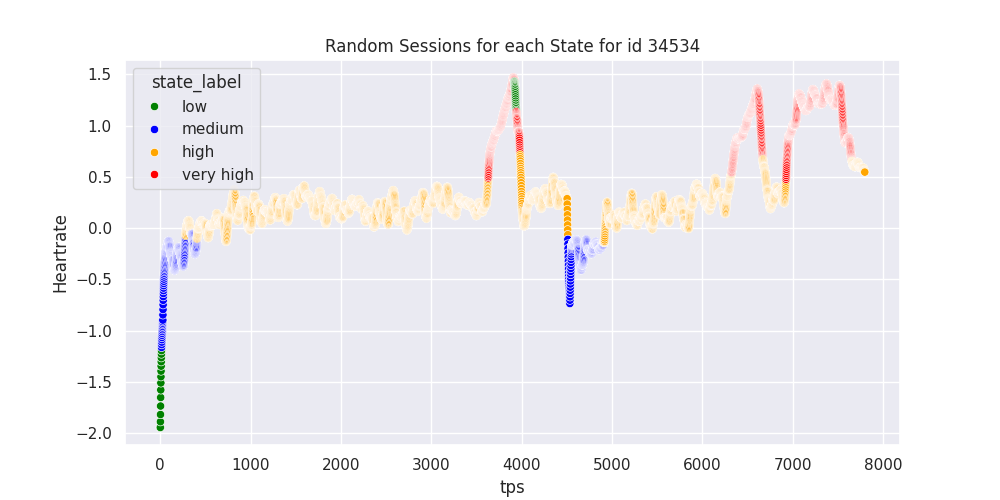 Random Sessions for each State for id 34534
1.5
1.0
0.5
0.0
−0.5
−1.0
−1.5
−2.0
Heartrate
state_label
low
medium
high
very high
0 1000 2000 3000 4000 5000 6000 7000 8000
tps